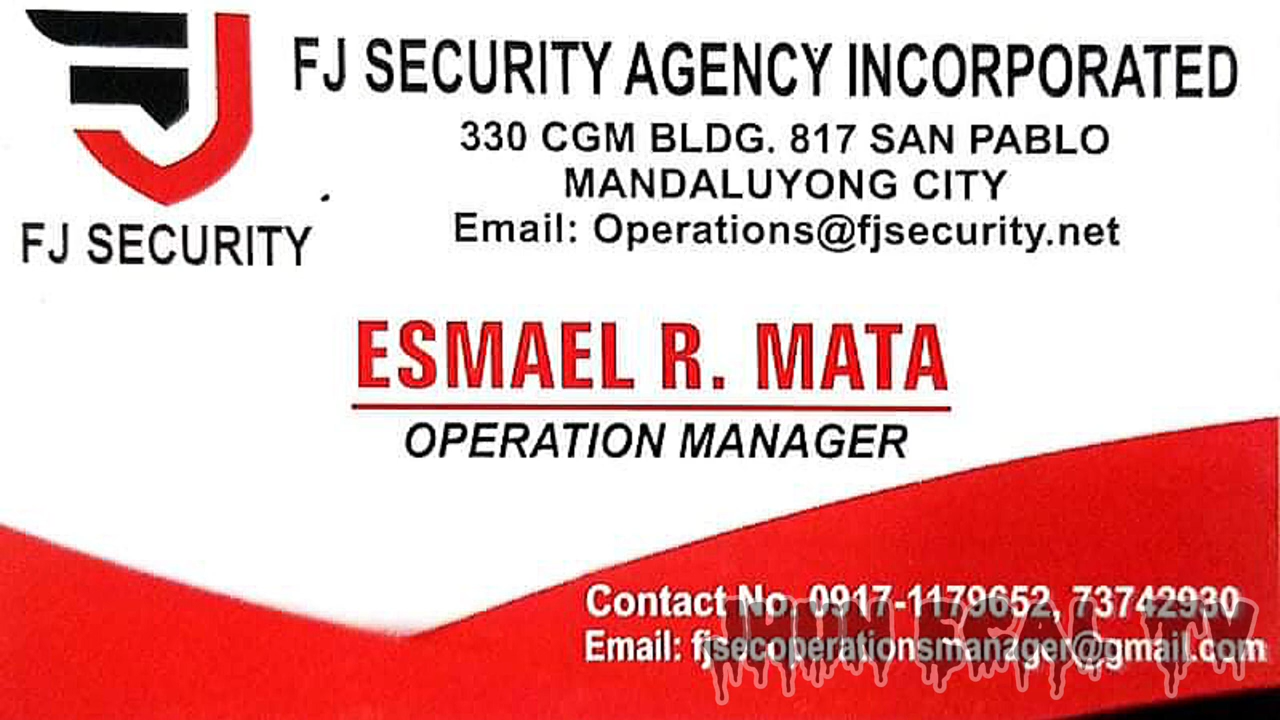 FJ SECURITY AGENCY INCORPORATED
330 CGM BLDG. 817 SAN PABLO
MANDALUYONG CITY
Email: Operations@fjsecurity.net
FJ SECURITY
ESMAEL R. MATA
OPERATION MANAGER
Contact No. 0917-1179652, 73742930
Email: fjsecoperationsmanager@gmail.com